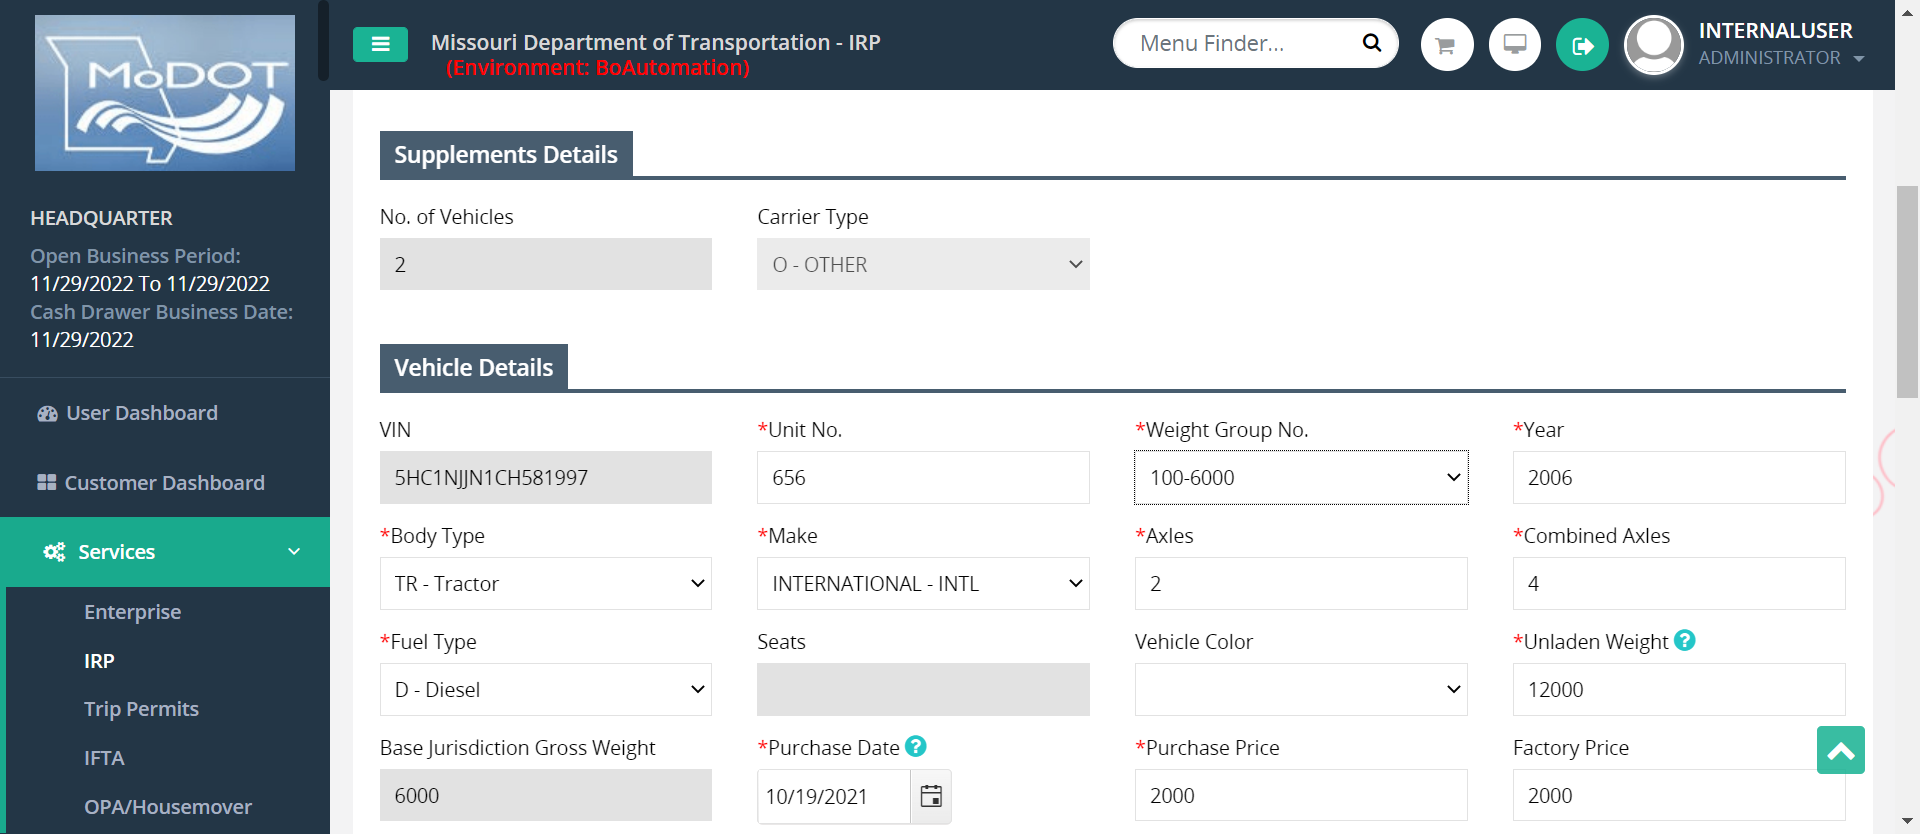 MODOT
Missouri Department of Transportation - IRP
(Environment: BoAutomation)
Menu Finder...
INTERNALUSER
ADMINISTRATOR
HEADQUARTER
Open Business Period:
11/29/2022 To 11/29/2022
Cash Drawer Business Date:
11/29/2022
User Dashboard
Customer Dashboard
Services
Enterprise
IRP
Trip Permits
IFTA
OPA/Housemover
Supplements Details
No. of Vehicles
Carrier Type
2
O - OTHER
Vehicle Details
VIN
*Unit No.
*Weight Group No.
*Year
5HC1NJJN1CH581997
656
100-6000
2006
*Body Type
*Make
*Axles
*Combined Axles
TR - Tractor
INTERNATIONAL - INTL
2
4
*Fuel Type
Seats
Vehicle Color
*Unladen Weight ?
D - Diesel
12000
Base Jurisdiction Gross Weight
*Purchase Date ?
*Purchase Price
Factory Price
6000
10/19/2021
2000
2000